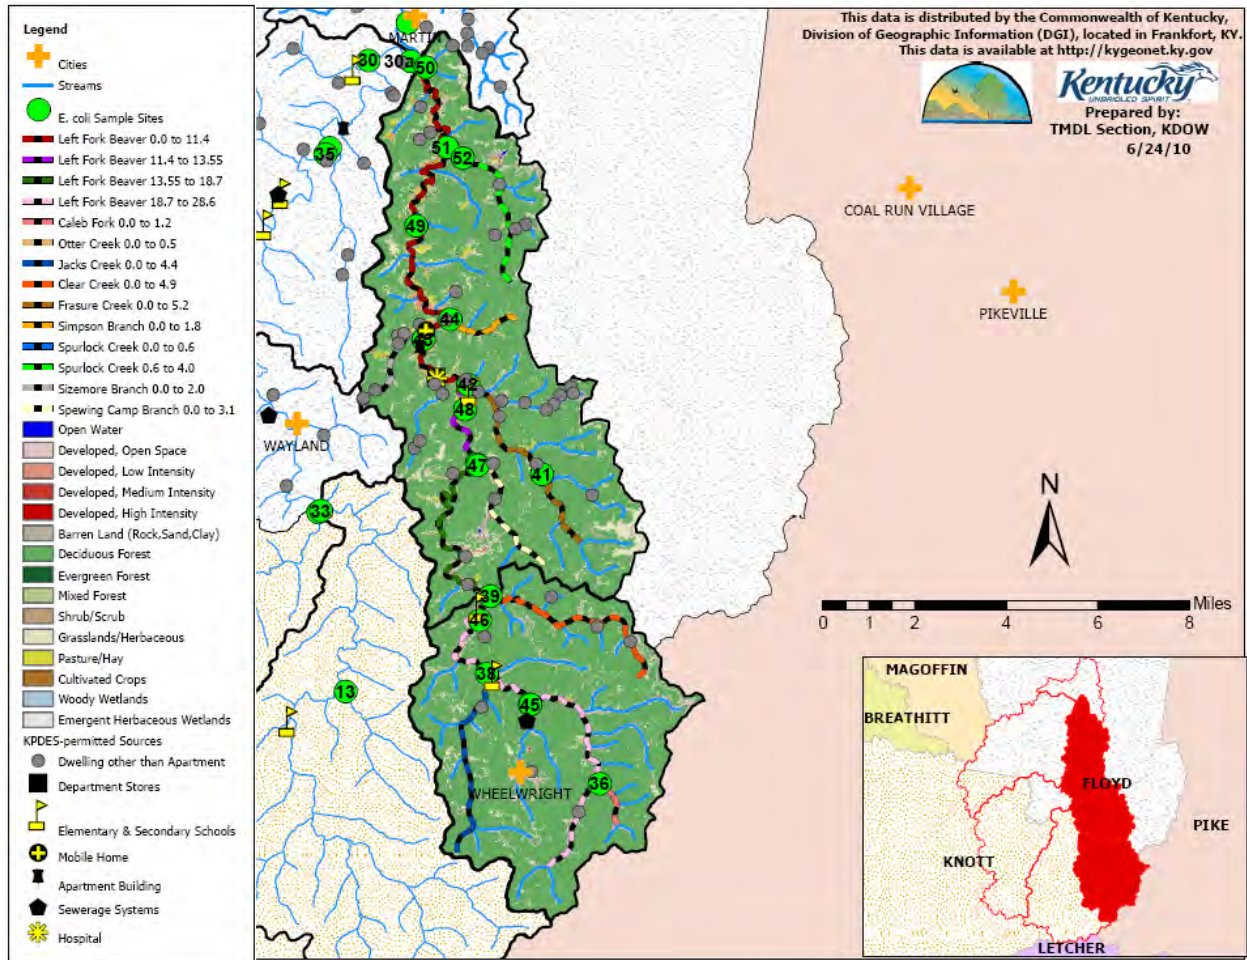 Legend
Cities
Streams
E. coli Sample Sites
Left Fork Beaver 0.0 to 11.4
Left Fork Beaver 11.4 to 13.55
Left Fork Beaver 13.55 to 18.7
Left Fork Beaver 18.7 to 28.6
Caleb Fork 0.0 to 1.2
Otter Creek 0.0 to 0.5
Jacks Creek 0.0 to 4.4
Clear Creek 0.0 to 4.9
Frasure Creek 0.0 to 5.2
Simpson Branch 0.0 to 1.8
Spurlock Creek 0.0 to 0.6
Spurlock Creek 0.6 to 4.0
Sizemore Branch 0.0 to 2.0
Spewing Camp Branch 0.0 to 3.1
Open Water
Developed, Open Space
Developed, Low Intensity
Developed, Medium Intensity
Developed, High Intensity
Barren Land (Rock,Sand,Clay)
Deciduous Forest
Evergreen Forest
Mixed Forest
Shrub/Scrub
Grasslands/Herbaceous
Pasture/Hay
Cultivated Crops
Woody Wetlands
Emergent Herbaceous Wetlands
KPDES-permitted Sources
Dwelling other than Apartment
Department Stores
Elementary & Secondary Schools
Mobile Home
Apartment Building
Sewerage Systems
Hospital
This data is distributed by the Commonwealth of Kentucky,
Division of Geographic Information (DGI), located in Frankfort, KY.
This data is available at http://kygeonet.ky.gov
Kentucky
UNBRIDLED SPIRIT
Prepared by:
TMDL Section, KDOW
6/24/10
MARTIN
30
30a
50
35
51
52
49
44
42
48
47
41
33
39
46
38
13
45
36
WAYLAND
WHEELWRIGHT
COAL RUN VILLAGE
PIKEVILLE
N
Miles
0 1 2 4 6 8
MAGOFFIN
BREATHITT
FLOYD
PIKE
KNOTT
LETCHER